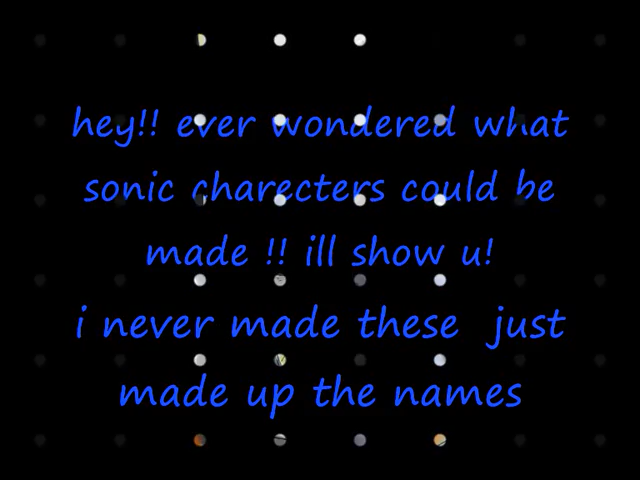 hey!! ever wondered what
sonic charecters could be
made !! ill show u!
i never made these just
made up the names